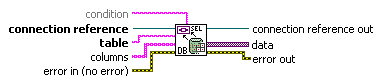 condition
connection reference
table
columns
error in (no error)
SEL
DB
connection reference out
data
error out